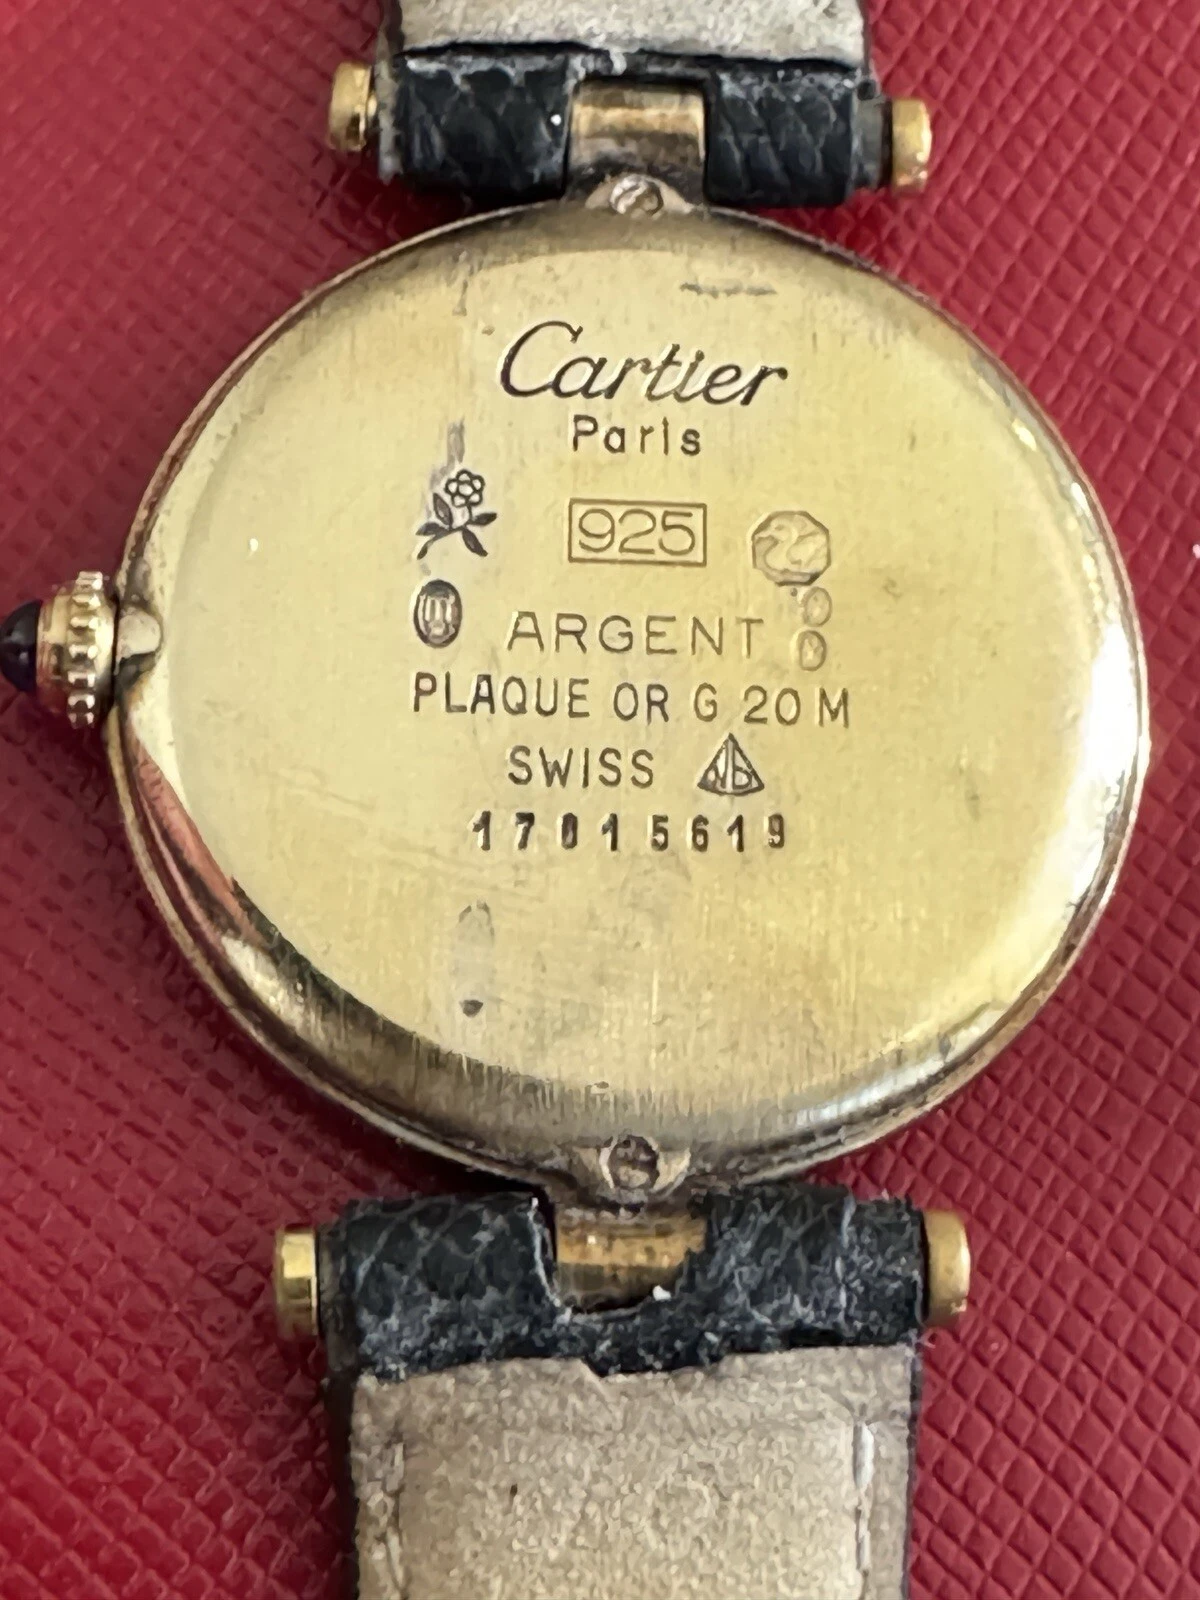 Cartier
Paris
925
ARGENT
PLAQUE OR G 20 M
SWISS
17015619